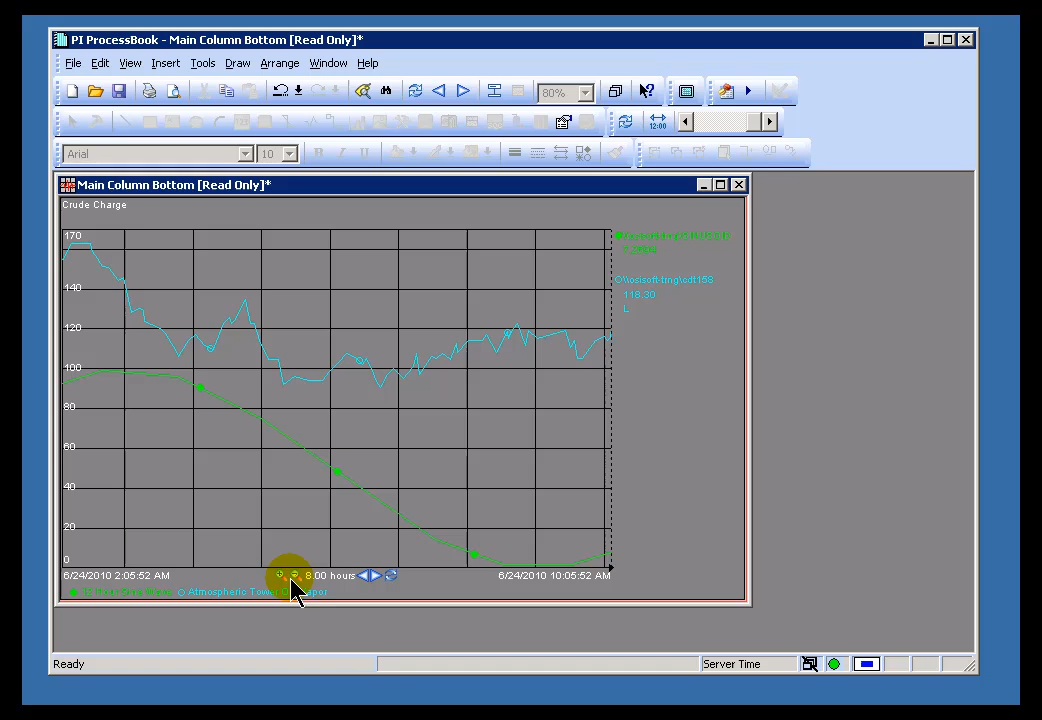 PI ProcessBook - Main Column Bottom [Read Only]*
File Edit View Insert Tools Draw Arrange Window Help
80%
12:00
Arial 10 B I U
Main Column Bottom [Read Only]*
Crude Charge
170
140
120
100
80
60
40
20
0
\\osisoft-trng\cdt158
118.30
L
6/24/2010 2:05:52 AM 8.00 hours 6/24/2010 10:05:52 AM
Atmospheric
Ready Server Time